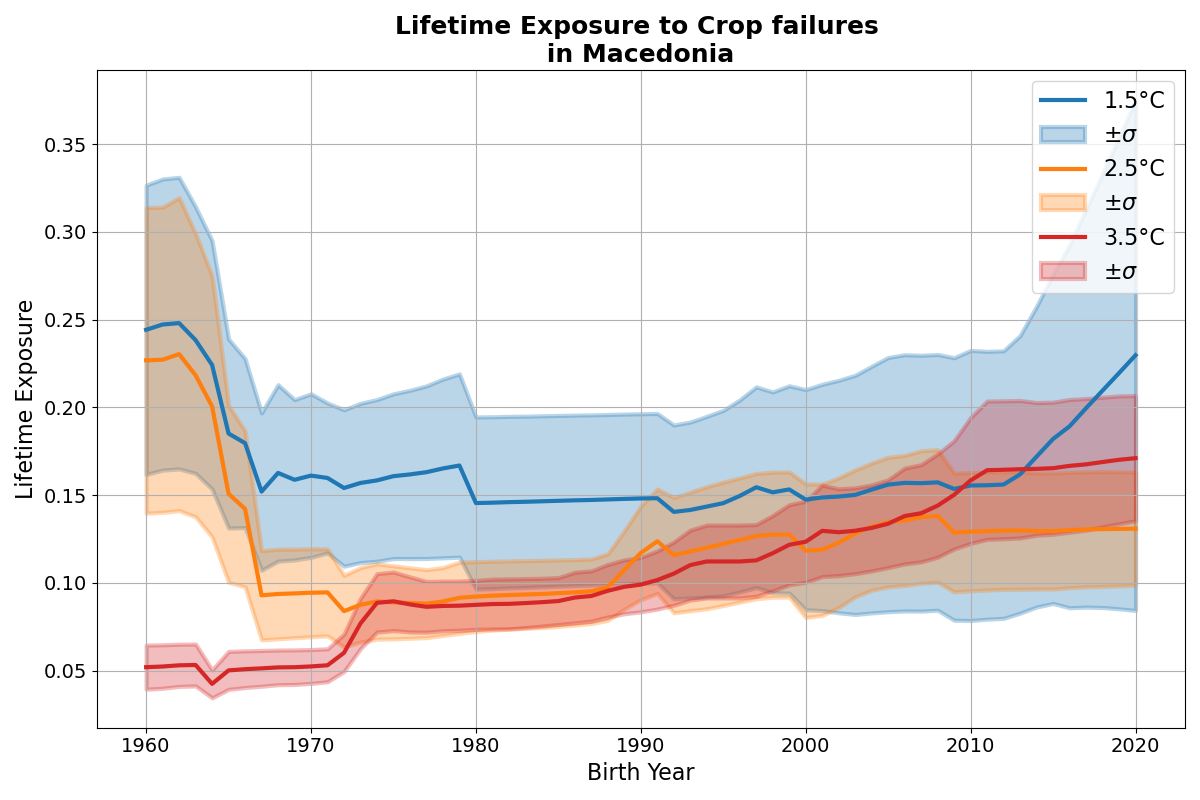 Lifetime Exposure to Crop failures
in Macedonia
Lifetime Exposure
0.35
0.30
0.25
0.20
0.15
0.10
0.05
1960
1970
1980
1990
2000
2010
2020
Birth Year
1.5°C
±σ
2.5°C
±σ
3.5°C
±σ